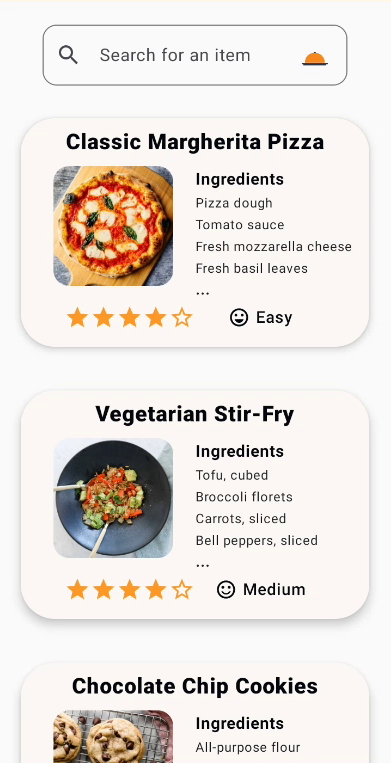 Search for an item
Classic Margherita Pizza
Ingredients
Pizza dough
Tomato sauce
Fresh mozzarella cheese
Fresh basil leaves
...
Easy
Vegetarian Stir-Fry
Ingredients
Tofu, cubed
Broccoli florets
Carrots, sliced
Bell peppers, sliced
...
Medium
Chocolate Chip Cookies
Ingredients
All-purpose flour